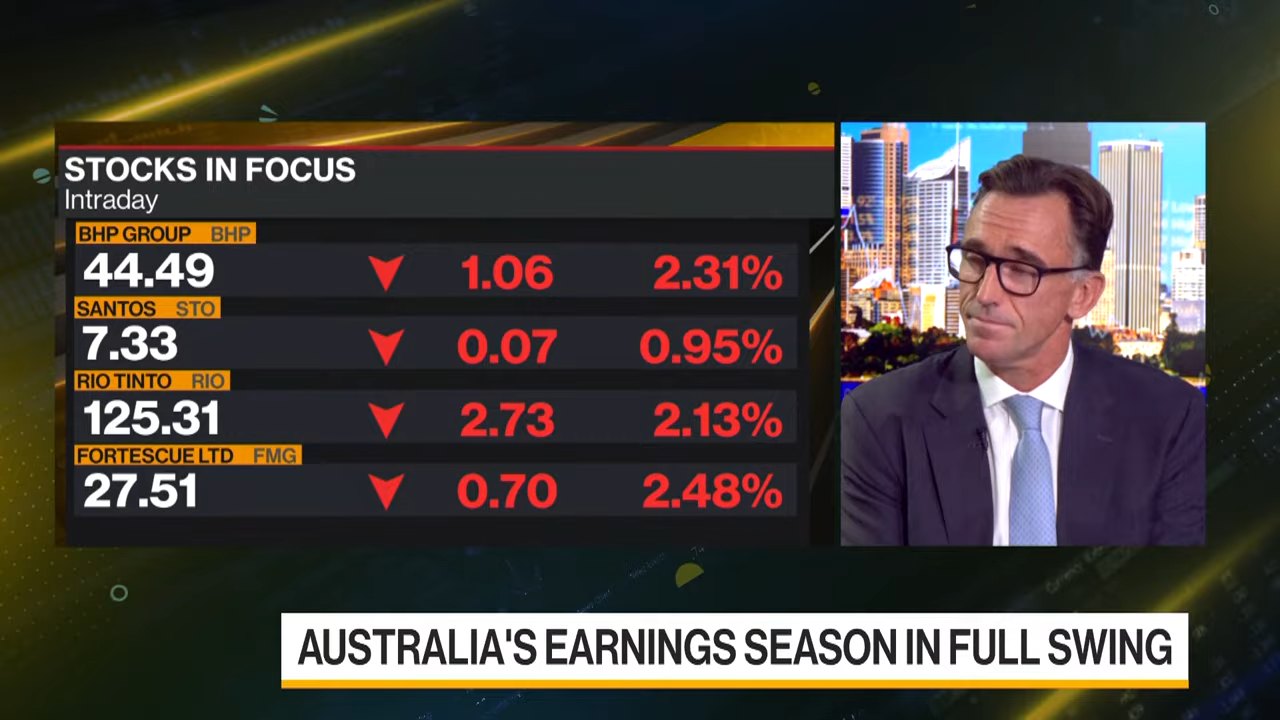 STOCKS IN FOCUS
Intraday
BHP GROUP BHP
44.49 1.06 2.31%
SANTOS STO
7.33 0.07 0.95%
RIO TINTO RIO
125.31 2.73 2.13%
FORTESCUE LTD FMG
27.51 0.70 2.48%
AUSTRALIA'S EARNINGS SEASON IN FULL SWING